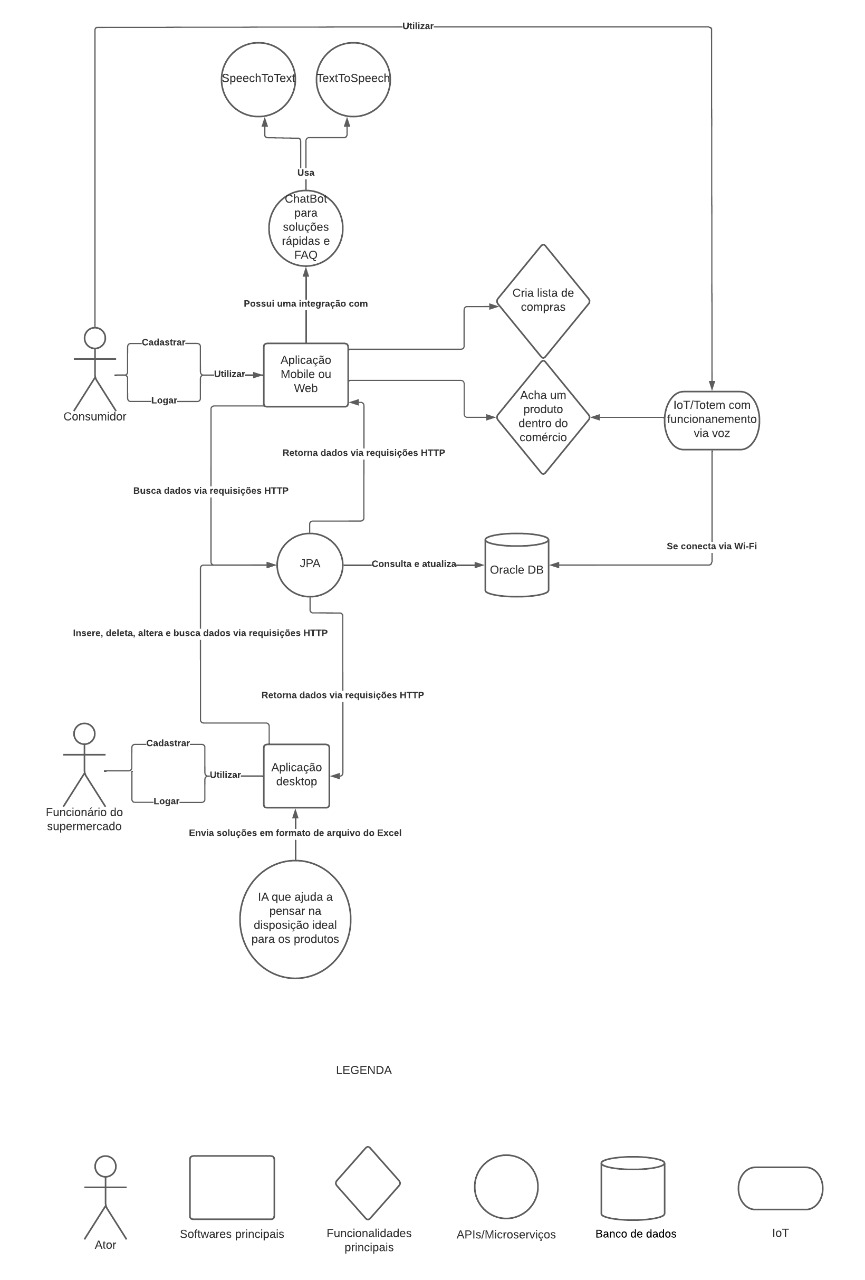 Utilizar
SpeechToText
TextToSpeech
Usa
ChatBot
para
soluções
rápidas e
FAQ
Possui uma integração com
Cria lista de
compras
Cadastrar
Utilizar
Logar
Consumidor
Aplicação
Mobile ou
Web
Acha um
produto
dentro do
comércio
IoT/Totem com
funcionanemento
via voz
Retorna dados via requisições HTTP
Busca dados via requisições HTTP
Se conecta via Wi-Fi
JPA
Consulta e atualiza
Oracle DB
Insere, deleta, altera e busca dados via requisições HTTP
Retorna dados via requisições HTTP
Cadastrar
Utilizar
Logar
Funcionário do
supermercado
Aplicação
desktop
Envia soluções em formato de arquivo do Excel
IA que ajuda a
pensar na
disposição ideal
para os produtos
LEGENDA
Ator
Softwares principais
Funcionalidades
principais
APIs/Microserviços
Banco de dados
IoT